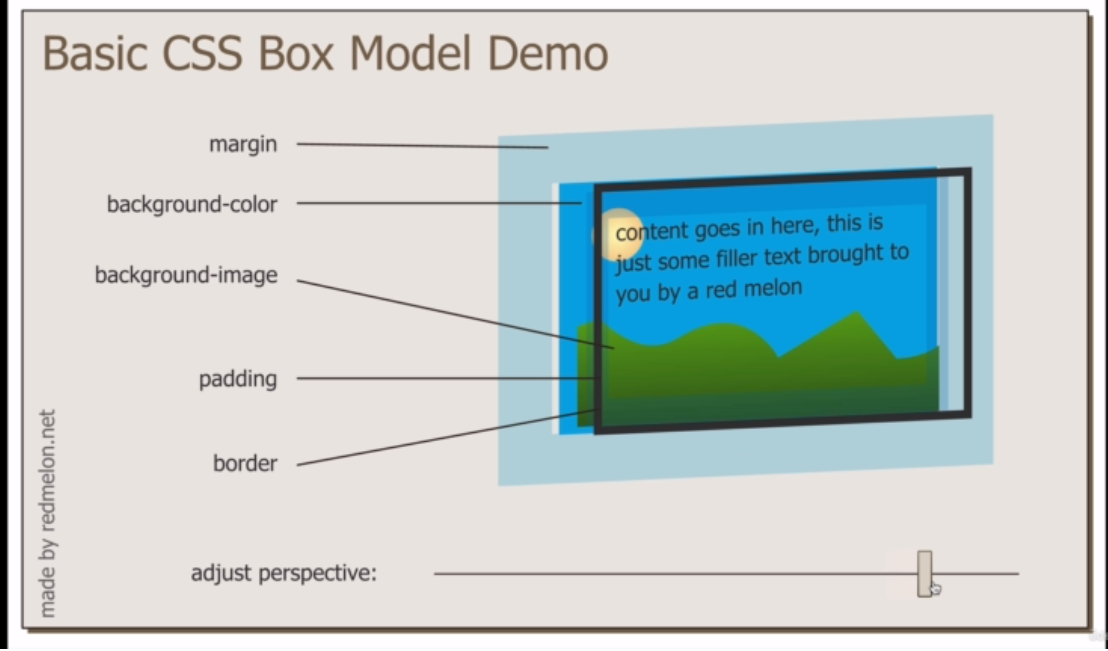 Basic CSS Box Model Demo
margin
background-color
background-image
padding
border
content goes in here, this is
just some filler text brought to
you by a red melon
adjust perspective:
made by redmelon.net